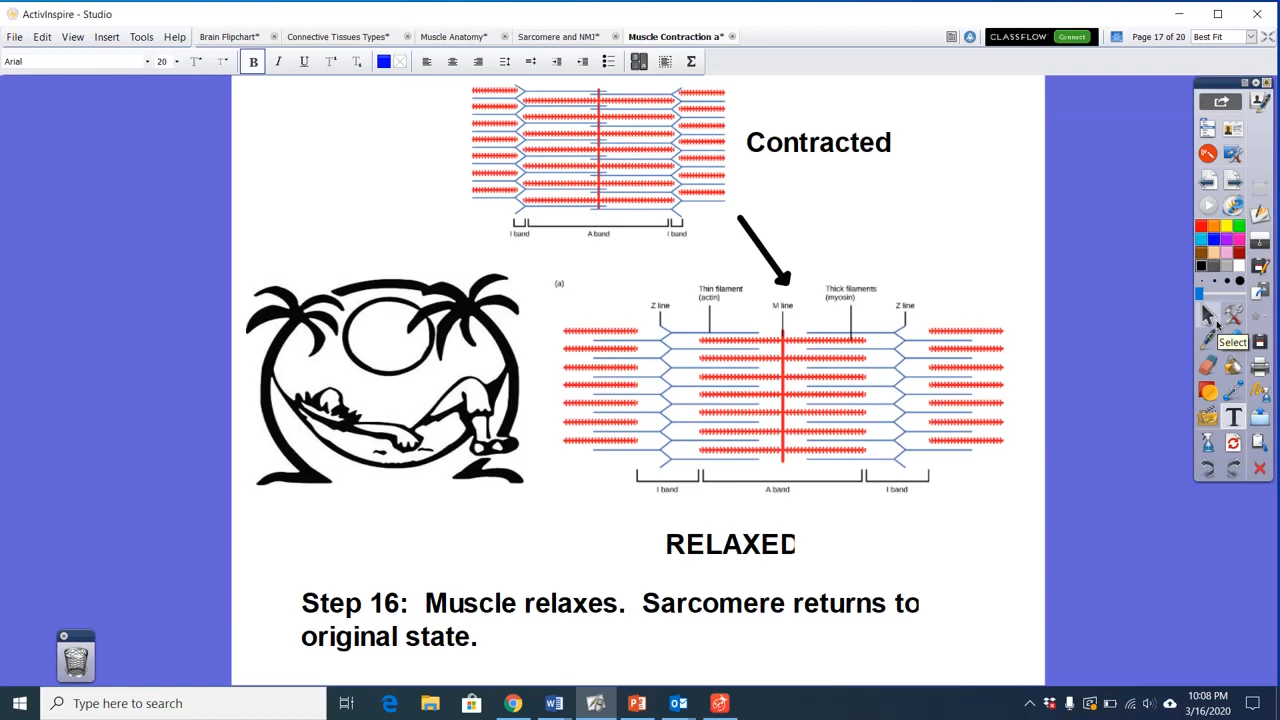 ActivInspire - Studio
File Edit View Insert Tools Help
Brain Flipchart* Connective Tissues Types* Muscle Anatomy* Sarcomere and NMJ* Muscle Contraction a*
CLASSFLOW Connect
Page 17 of 20 Best Fit
Arial 20 B I U T T
Contracted
I band A band I band
(a)
Thin filament
(actin)
Thick filaments
(myosin)
Z line M line Z line
I band A band I band
RELAXED
Step 16: Muscle relaxes. Sarcomere returns to
original state.
Select
Type here to search
10:08 PM
3/16/2020